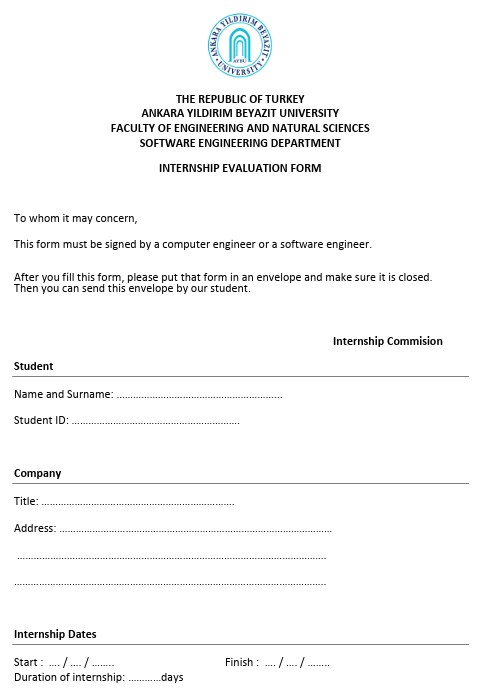 ANKARA YILDIRIM BEYAZIT
UNIVERSITY
AYBU
THE REPUBLIC OF TURKEY
ANKARA YILDIRIM BEYAZIT UNIVERSITY
FACULTY OF ENGINEERING AND NATURAL SCIENCES
SOFTWARE ENGINEERING DEPARTMENT
INTERNSHIP EVALUATION FORM
To whom it may concern,
This form must be signed by a computer engineer or a software engineer.
After you fill this form, please put that form in an envelope and make sure it is closed.
Then you can send this envelope by our student.
Internship Commision
Student
Name and Surname: ........................................................
Student ID: .........................................................
Company
Title: .................................................................
Address: ............................................................................................
.........................................................................................................
.........................................................................................................
Internship Dates
Start : .... / .... / ........ Finish : .... / .... / ........
Duration of internship: ...........days